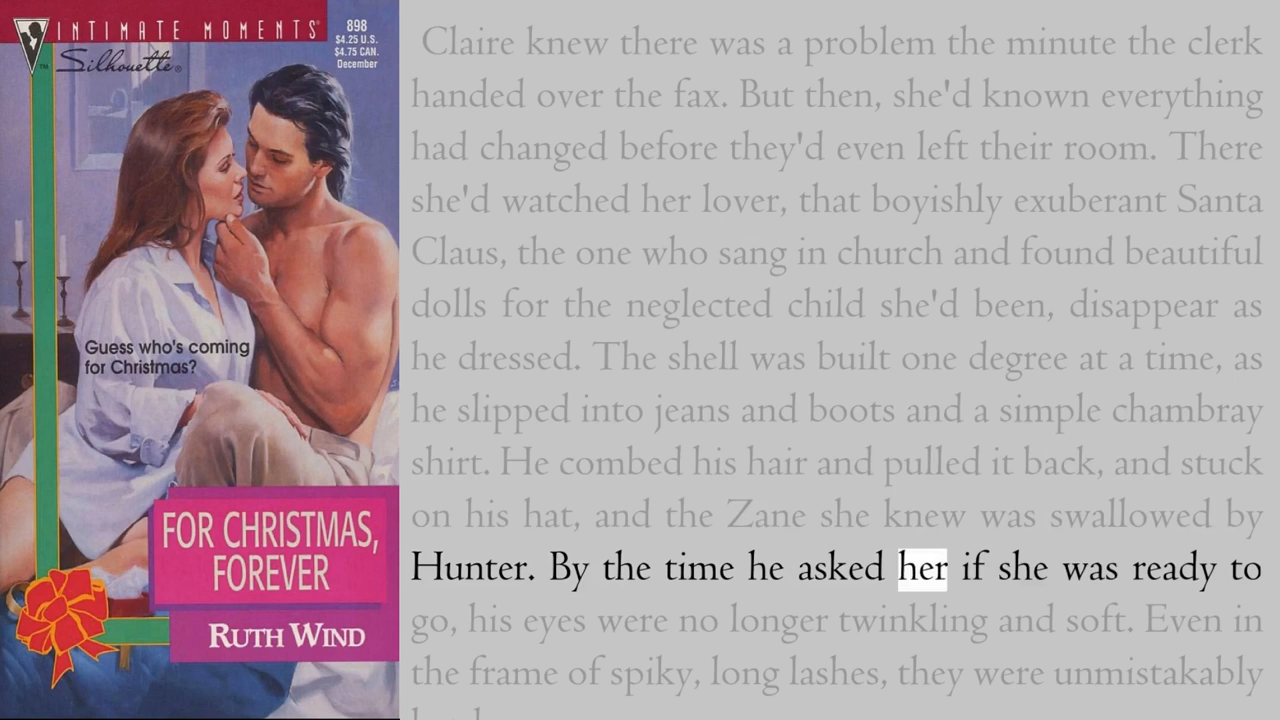 INTIMATE MOMENTS®
898
$4.25 U.S.
$4.75 CAN.
December
TM
Silhouette®
Guess who's coming
for Christmas?
FOR CHRISTMAS,
FOREVER
RUTH WIND
Claire knew there was a problem the minute the clerk
handed over the fax. But then, she'd known everything
had changed before they'd even left their room. There
she'd watched her lover, that boyishly exuberant Santa
Claus, the one who sang in church and found beautiful
dolls for the neglected child she'd been, disappear as
he dressed. The shell was built one degree at a time, as
he slipped into jeans and boots and a simple chambray
shirt. He combed his hair and pulled it back, and stuck
on his hat, and the Zane she knew was swallowed by
Hunter. By the time he asked her if she was ready to
go, his eyes were no longer twinkling and soft. Even in
the frame of spiky, long lashes, they were unmistakably